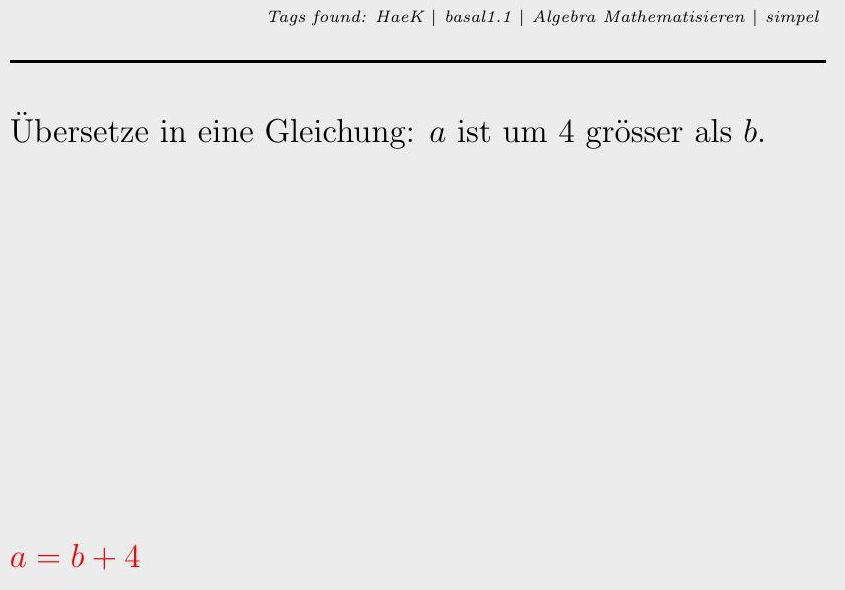 Tags found: HaeK | basal1.1 | Algebra Mathematisieren | simpel
Übersetze in eine Gleichung: a ist um 4 grösser als b.
a = b + 4